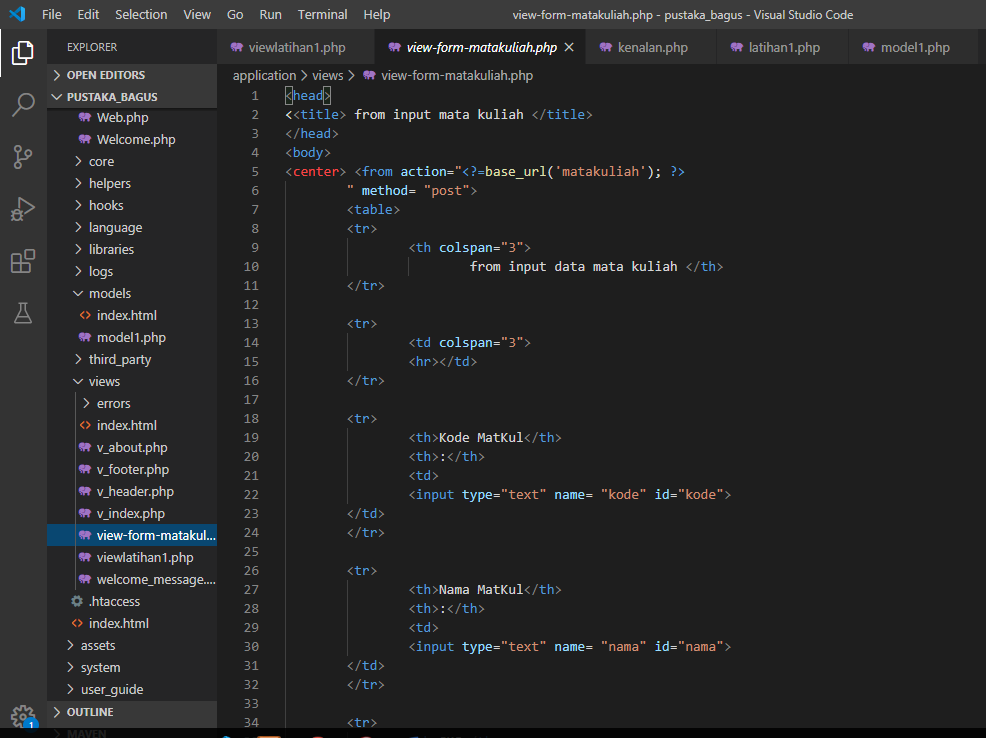 File Edit Selection View Go Run Terminal Help view-form-matakuliah.php - pustaka_bagus - Visual Studio Code
EXPLORER
viewlatihan1.php view-form-matakuliah.php kenalan.php latihan1.php model1.php
OPEN EDITORS
PUSTAKA_BAGUS
Web.php
Welcome.php
core
helpers
hooks
language
libraries
logs
models
index.html
model1.php
third_party
views
errors
index.html
v_about.php
v_footer.php
v_header.php
v_index.php
view-form-matakul...
viewlatihan1.php
welcome_message....
.htaccess
index.html
assets
system
user_guide
OUTLINE
MAVEN
1
application > views > view-form-matakuliah.php
1 <head>
2 <<title> from input mata kuliah </title>
3 </head>
4 <body>
5 <center> <from action="<?=base_url('matakuliah'); ?>
6 " method= "post">
7 <table>
8 <tr>
9 <th colspan="3">
10 from input data mata kuliah </th>
11 </tr>
12
13 <tr>
14 <td colspan="3">
15 <hr></td>
16 </tr>
17
18 <tr>
19 <th>Kode MatKul</th>
20 <th>:</th>
21 <td>
22 <input type="text" name= "kode" id="kode">
23 </td>
24 </tr>
25
26 <tr>
27 <th>Nama MatKul</th>
28 <th>:</th>
29 <td>
30 <input type="text" name= "nama" id="nama">
31 </td>
32 </tr>
33
34 <tr>